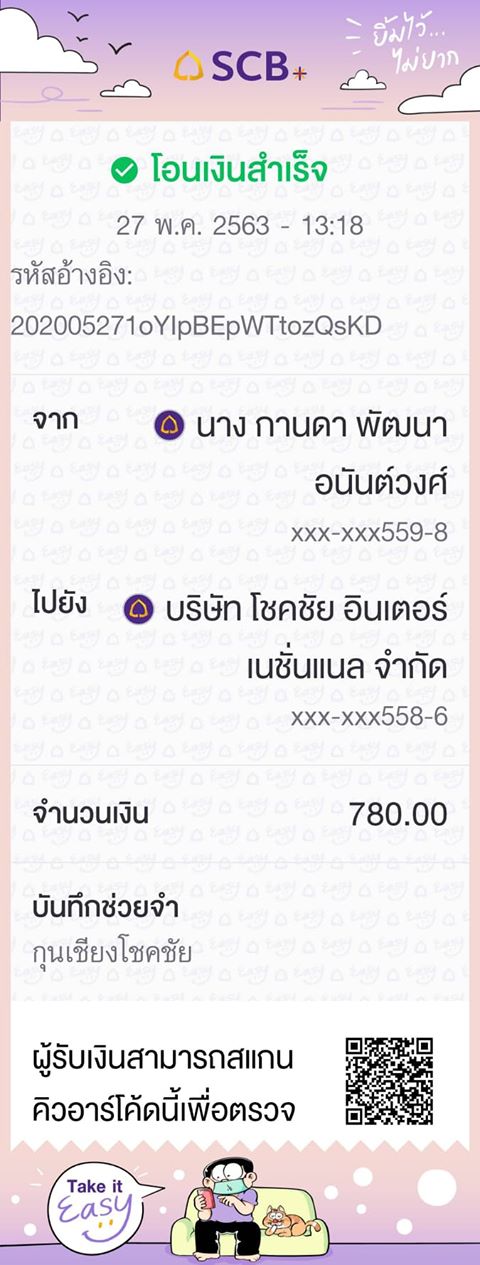 SCB+
ยิ้มไว้...
ไม่ยาก
โอนเงินสำเร็จ
27 พ.ค. 2563 - 13:18
รหัสอ้างอิง:
202005271oYIpBEpWTtozQsKD
จาก นาง กานดา พัฒนา
อนันต์วงศ์
xxx-xxx559-8
ไปยัง บริษัท โชคชัย อินเตอร์
เนชั่นแนล จำกัด
xxx-xxx558-6
จำนวนเงิน 780.00
บันทึกช่วยจำ
กุนเชียงโชคชัย
ผู้รับเงินสามารถสแกน
คิวอาร์โค้ดนี้เพื่อตรวจ
Take it
Easy